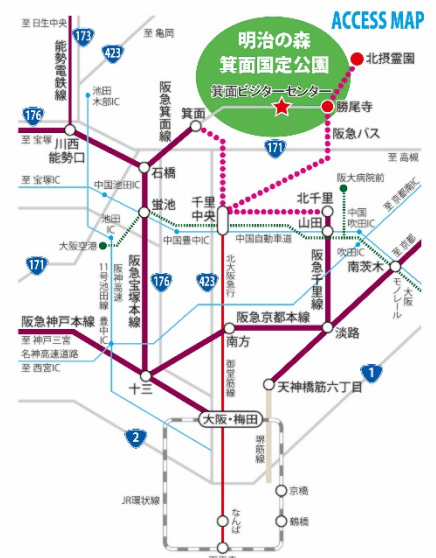 ACCESS MAP
至日生中央
173
423
至亀岡
明治の森
箕面国定公園
箕面ビジターセンター
北摂霊園
勝尾寺
阪急バス
能勢電鉄線
池田
木部IC
176
至宝塚
川西
能勢口
阪急箕面線
箕面
171
至高槻
石橋
至宝塚IC
中国池田IC
阪大病院前
至京都南IC
蛍池
千里
中央
北千里
山田
中国
吹田IC
池田
IC
大阪空港
中国豊中IC
中国自動車道
吹田IC
至京都
南茨木
171
11号池田線
阪神高速
豊中IC
阪急宝塚本線
176
423
北大阪急行
阪急千里線
大阪
モノレール
阪急神戸本線
至神戸三宮
名神高速道路
至西宮IC
阪急京都本線
南方
淡路
御堂筋線
十三
天神橋筋六丁目
1
大阪・梅田
2
堺筋線
JR環状線
京橋
なんば
鶴橋